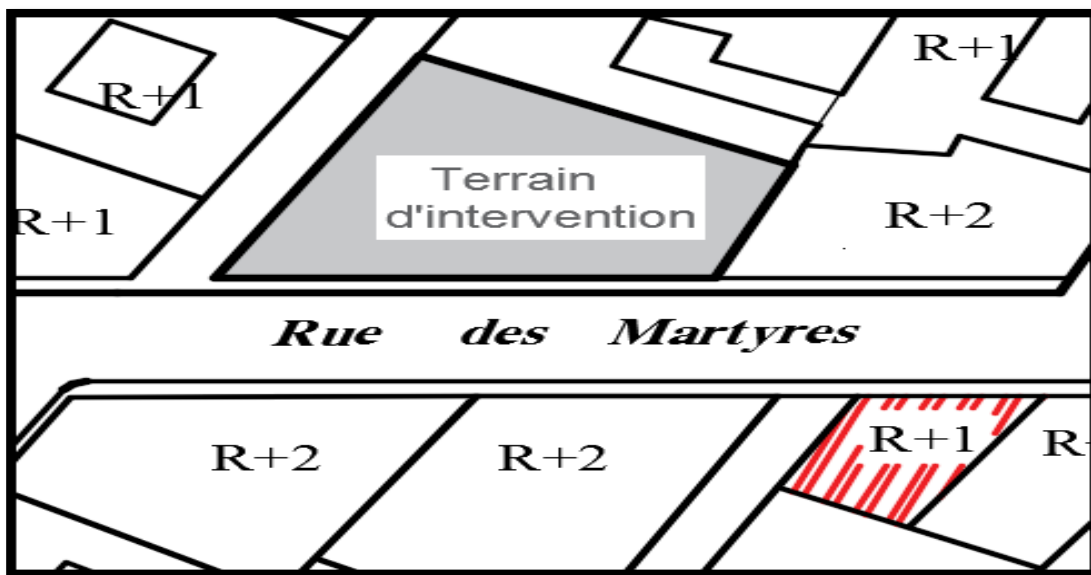 R+1
R+1
Terrain
d'intervention
R+1
R+2
Rue des Martyres
R+2
R+2
R+1
R+